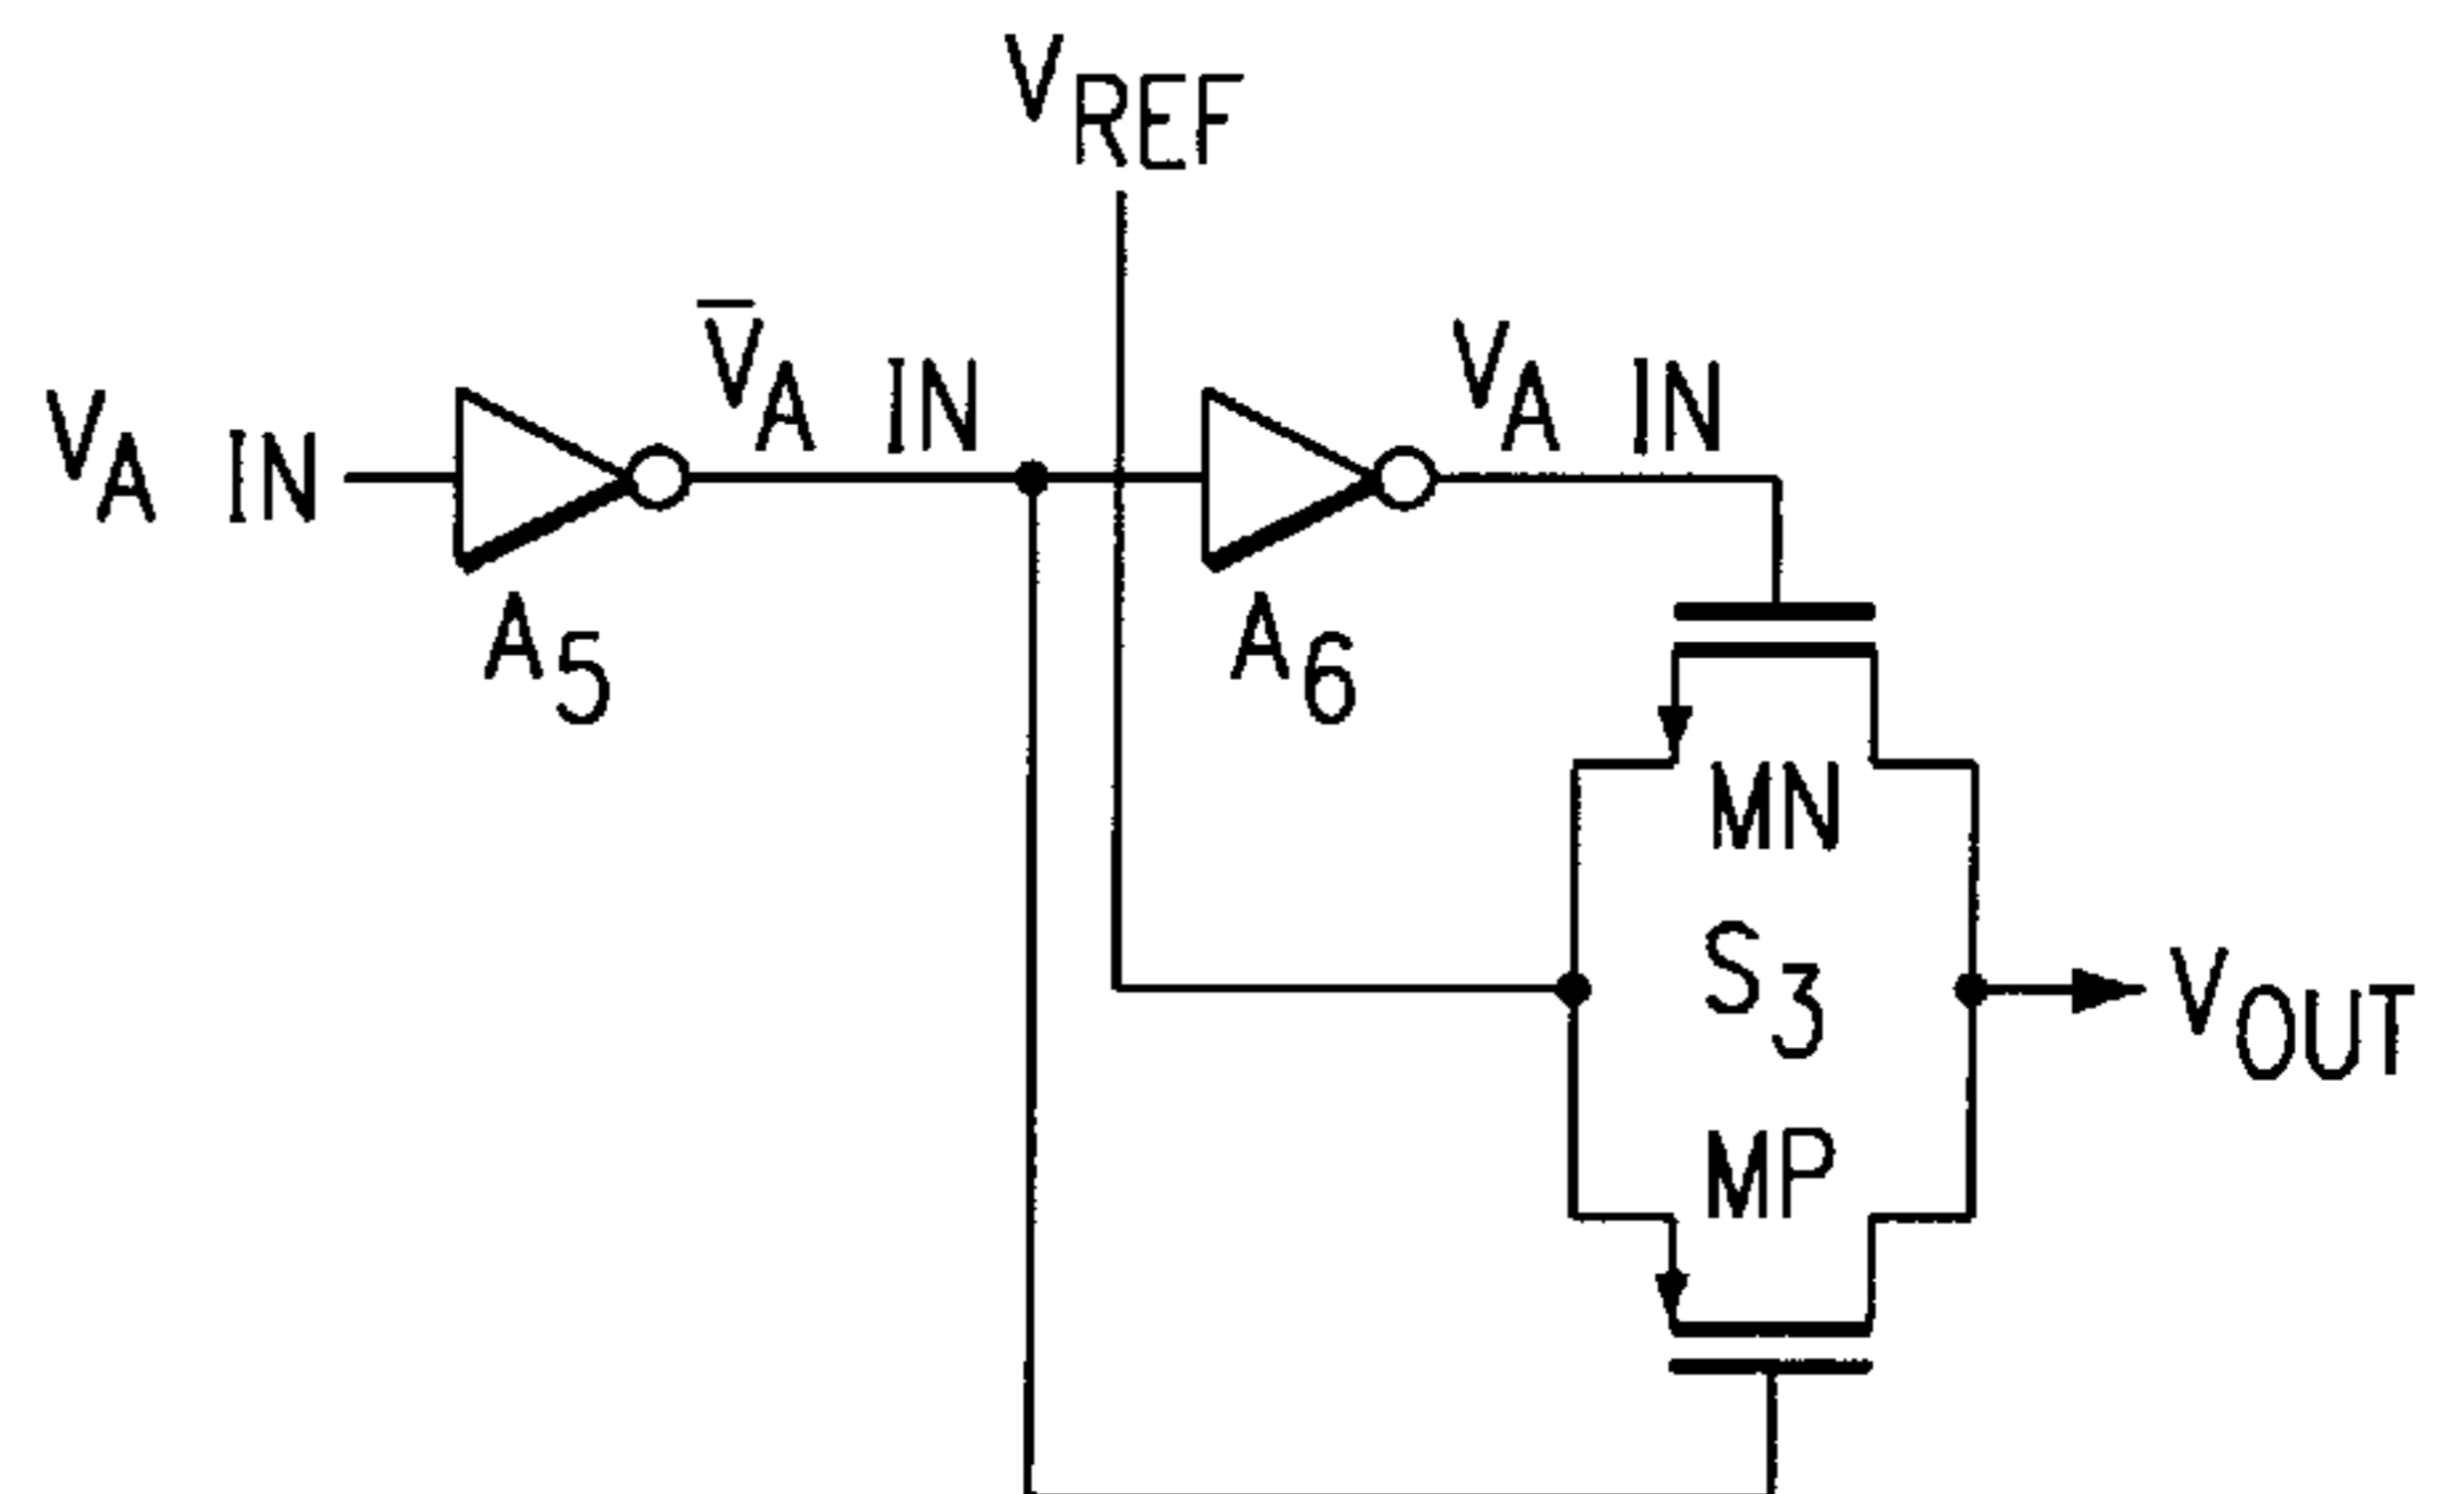 VREF
V̅A IN
VA IN
VA IN
A5
A6
MN
S3
VOUT
MP